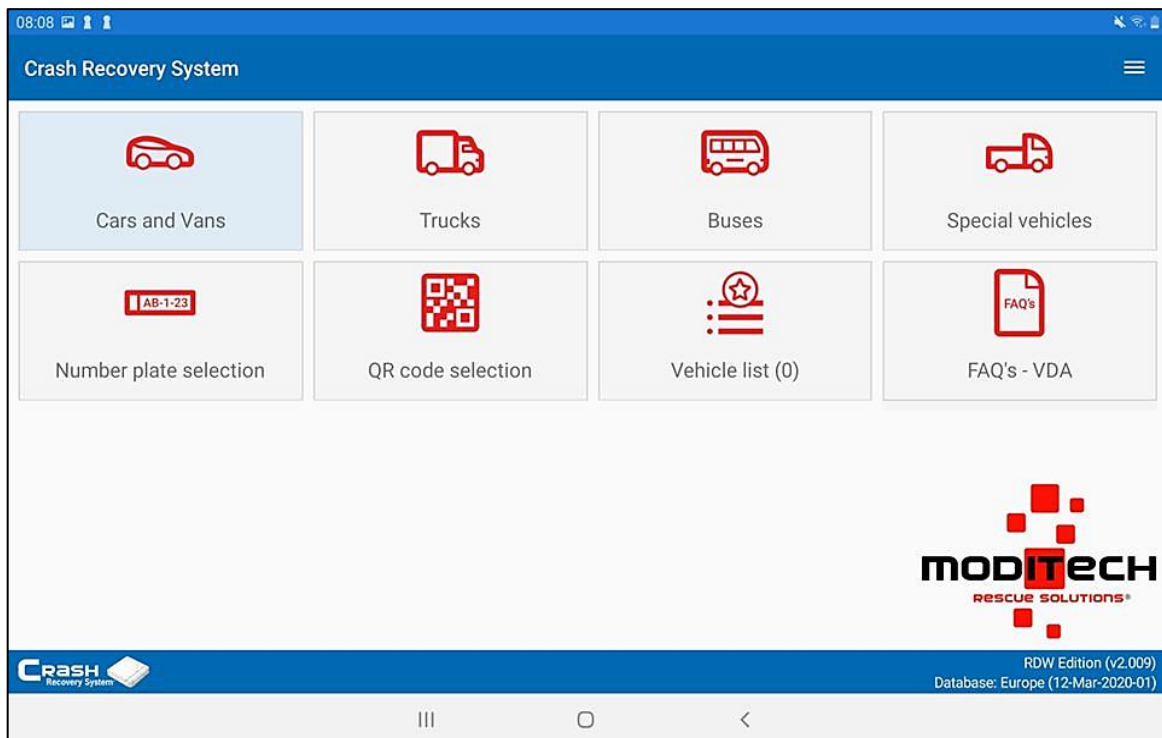 08:08
Crash Recovery System
Cars and Vans
Trucks
Buses
Special vehicles
AB-1-23
FAQ's
Number plate selection
QR code selection
Vehicle list (0)
FAQ's - VDA
MODITECH
RESCUE SOLUTIONS®
CRASH
Recovery System
RDW Edition (v2.009)
Database: Europe (12-Mar-2020-01)